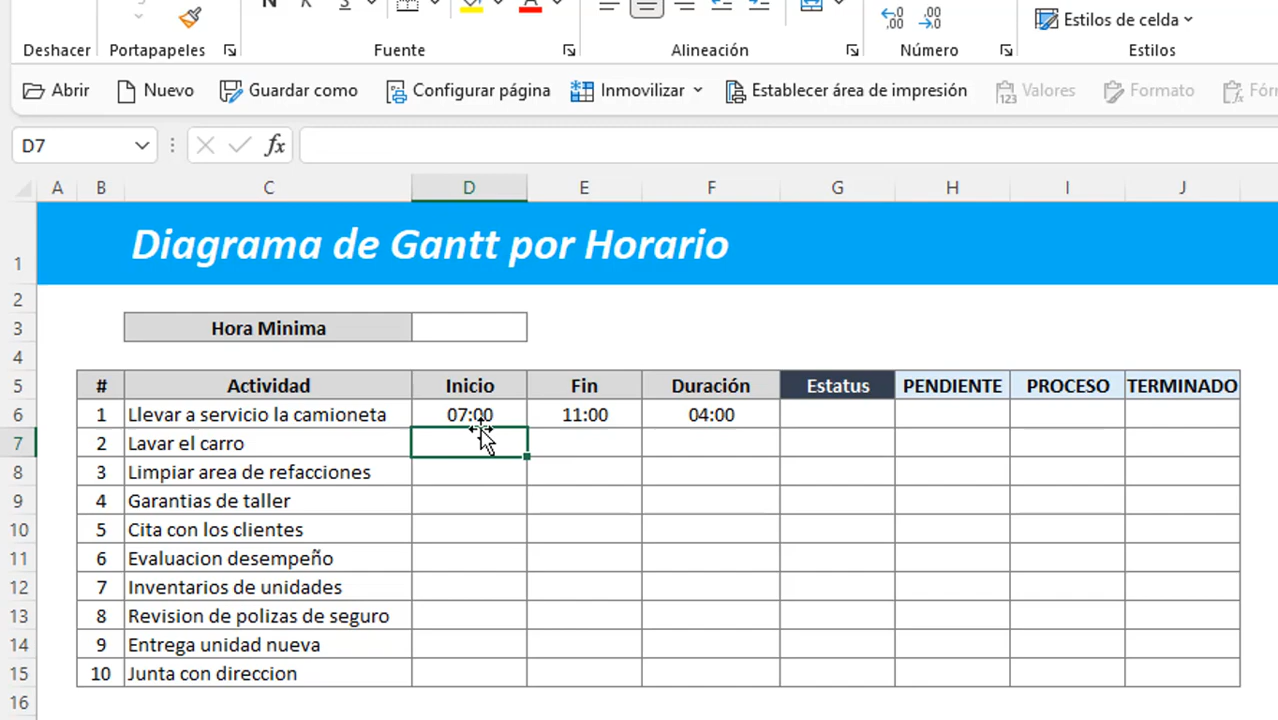 N K S A
Deshacer Portapapeles Fuente Alineación Número Estilos
Estilos de celda
Abrir Nuevo Guardar como Configurar página Inmovilizar Establecer área de impresión Valores Formato
D7 fx
A B C D E F G H I J
1 Diagrama de Gantt por Horario
2
3 Hora Minima
4
5 # Actividad Inicio Fin Duración Estatus PENDIENTE PROCESO TERMINADO
6 1 Llevar a servicio la camioneta 07:00 11:00 04:00
7 2 Lavar el carro
8 3 Limpiar area de refacciones
9 4 Garantias de taller
10 5 Cita con los clientes
11 6 Evaluacion desempeño
12 7 Inventarios de unidades
13 8 Revision de polizas de seguro
14 9 Entrega unidad nueva
15 10 Junta con direccion
16